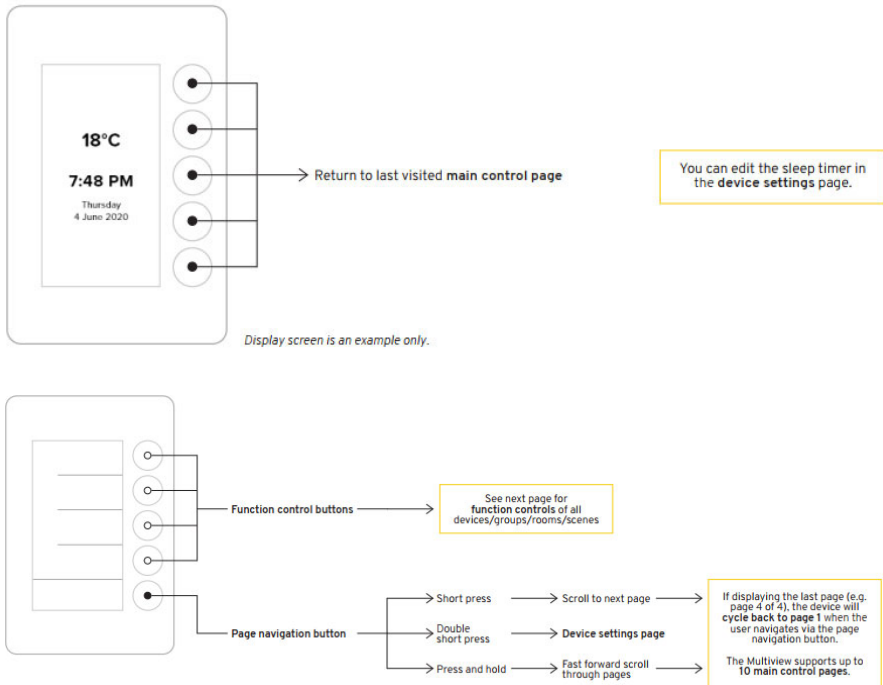 18°C
7:48 PM
Thursday
4 June 2020
Return to last visited main control page
You can edit the sleep timer in
the device settings page.
Display screen is an example only.
Function control buttons
See next page for
function controls of all
devices/groups/rooms/scenes
Page navigation button
Short press
Scroll to next page
Double
short press
Device settings page
Press and hold
Fast forward scroll
through pages
If displaying the last page (e.g.
page 4 of 4), the device will
cycle back to page 1 when the
user navigates via the page
navigation button.
The Multiview supports up to
10 main control pages.